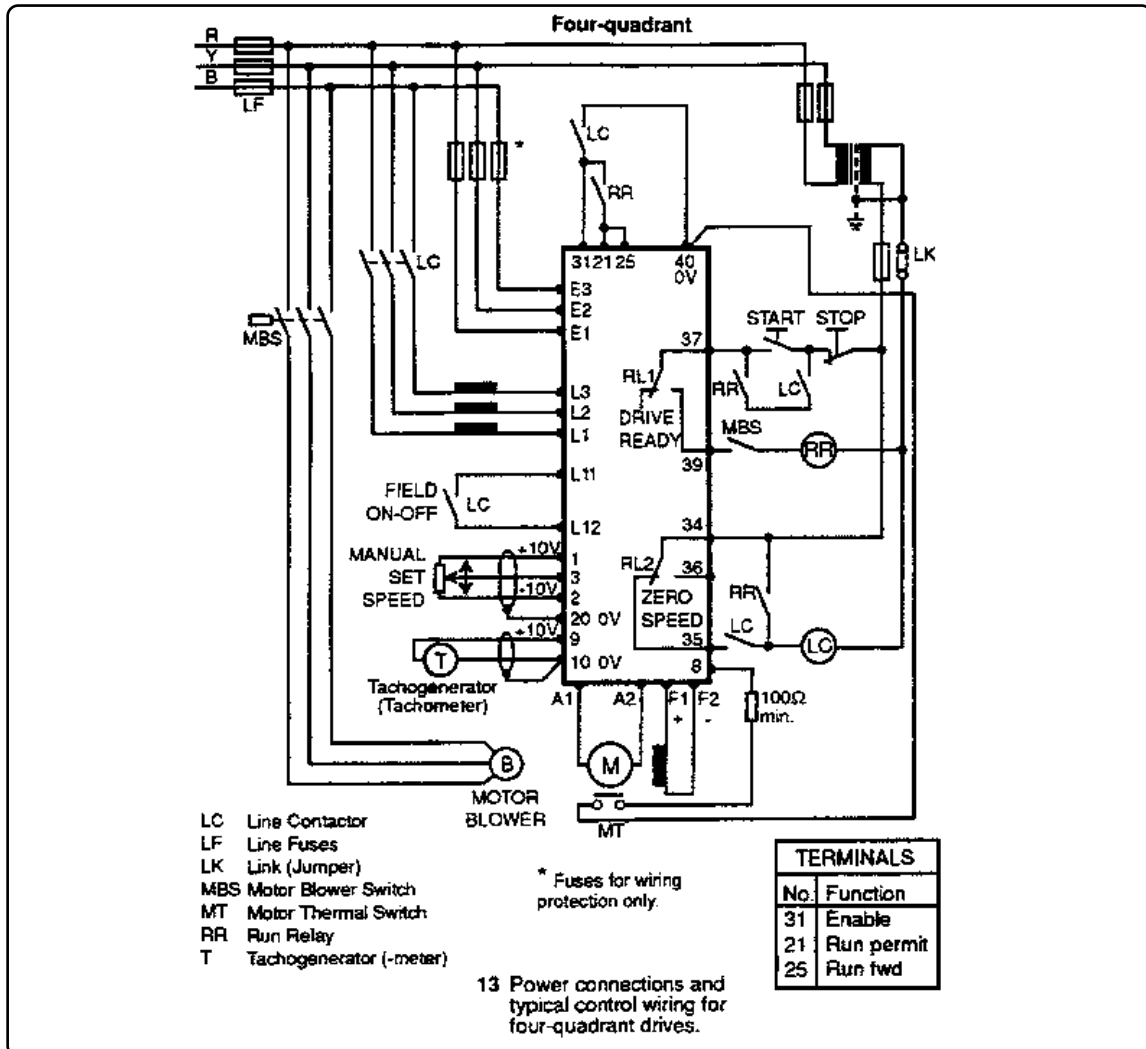 Four-quadrant
R
Y
B
LF
LC
*
RR
LC
31 21 25
40
0V
LK
E3
E2
E1
MBS
START STOP
37
RL1
RR
LC
L3
L2
L1
DRIVE
READY
MBS
RR
39
L11
FIELD
ON-OFF
LC
L12
34
MANUAL
SET
SPEED
+10V
1
3
-10V
2
20 0V
RL2
36
ZERO
SPEED
RR
LC
LC
35
+10V
9
10 0V
T
8
Tachogenerator
(Tachometer)
A1 A2 F1 F2
+ -
100Ω
min.
M
B
MOTOR
BLOWER
MT
LC Line Contactor
LF Line Fuses
LK Link (Jumper)
MBS Motor Blower Switch
MT Motor Thermal Switch
RR Run Relay
T Tachogenerator (-meter)
* Fuses for wiring
protection only.
TERMINALS
No. Function
31 Enable
21 Run permit
25 Run fwd
13 Power connections and
typical control wiring for
four-quadrant drives.